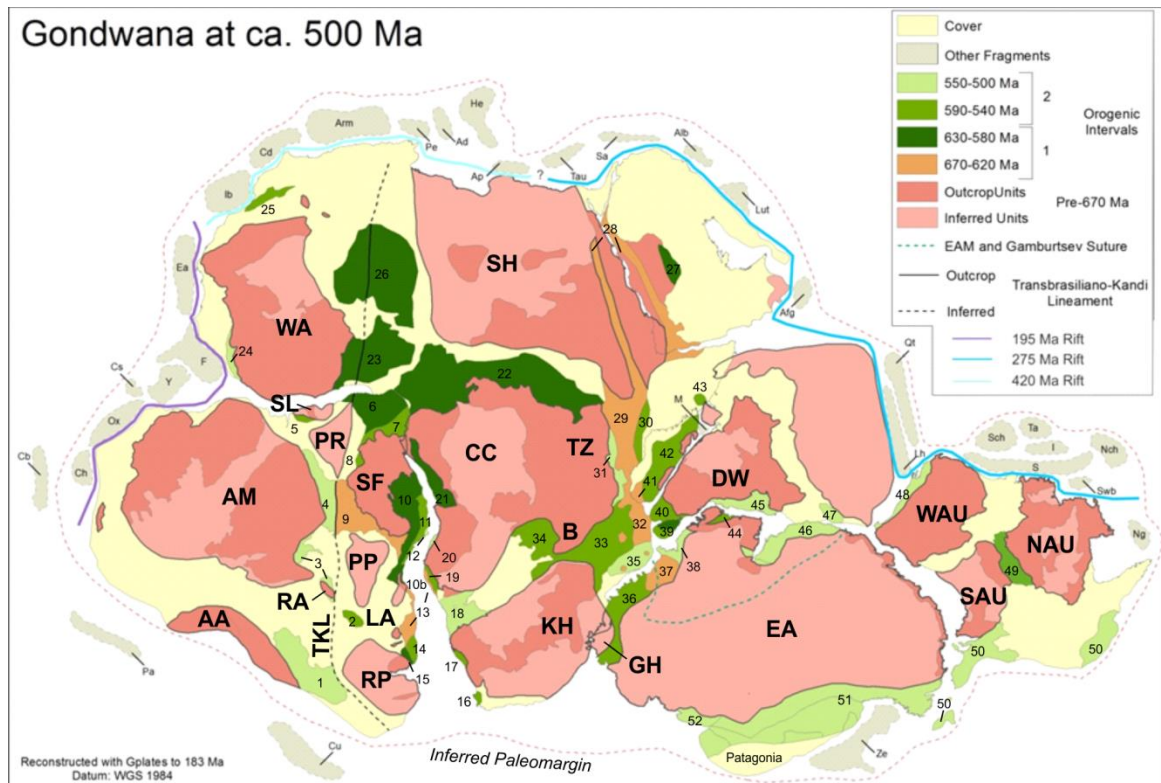 Gondwana at ca. 500 Ma
Cover
Other Fragments
550-500 Ma
590-540 Ma
2
630-580 Ma
670-620 Ma
1
Orogenic
Intervals
OutcropUnits
Inferred Units
Pre-670 Ma
EAM and Gamburtsev Suture
Outcrop
Inferred
Transbrasiliano-Kandi
Lineament
195 Ma Rift
275 Ma Rift
420 Ma Rift
He
Arm
Pe
Ad
Cd
Ap
?
Tau
Sa
Alb
Ib
25
Lut
28
Ea
26
SH
27
WA
Afg
24
23
Qt
Cs
F
Y
22
SL
6
29
30
M
43
Ox
5
7
PR
8
CC
TZ
42
Sch
Ta
I
Nch
Cb
Ch
SF
31
DW
Lh
S
Swb
AM
4
9
10
21
41
45
47
48
WAU
NAU
11
B
40
39
44
46
Ng
12
20
34
33
32
3
PP
35
38
49
19
37
SAU
RA
10b
36
AA
TKL
2
LA
13
18
KH
EA
14
GH
50
50
Pa
1
RP
15
17
16
51
50
52
Cu
Inferred Paleomargin
Patagonia
Ze
Reconstructed with Gplates to 183 Ma
Datum: WGS 1984